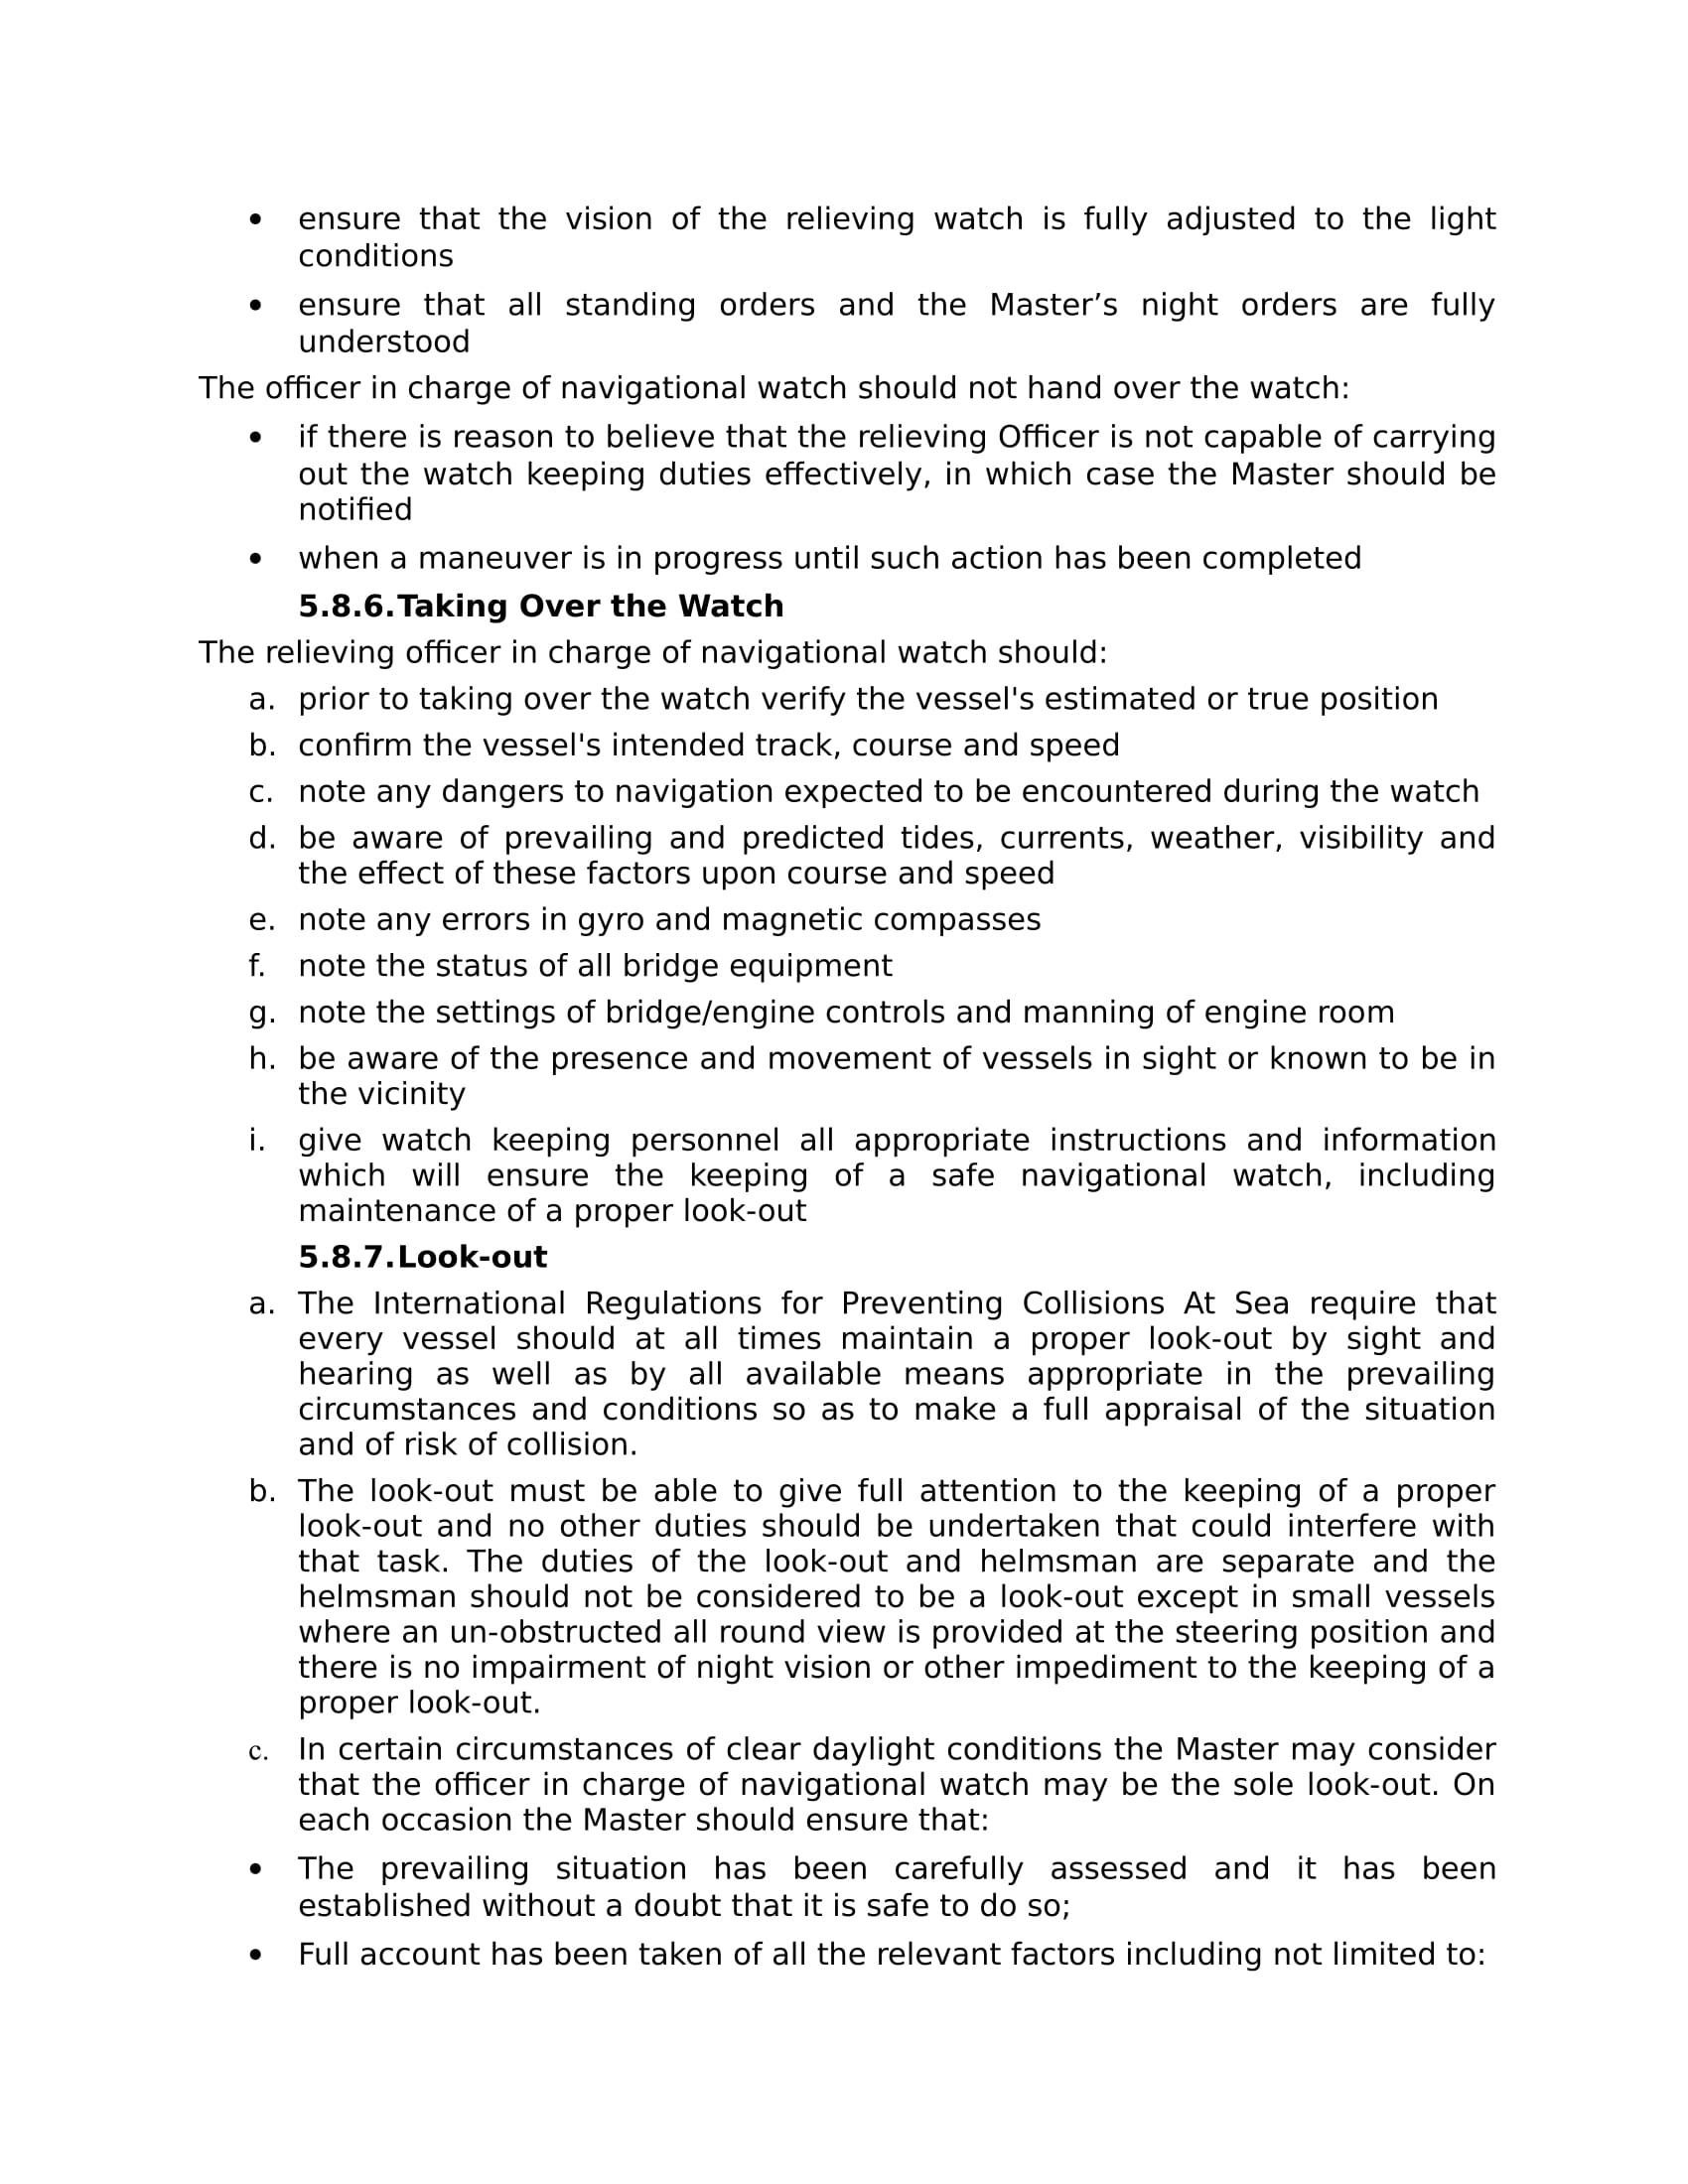 • ensure that the vision of the relieving watch is fully adjusted to the light
conditions
• ensure that all standing orders and the Master’s night orders are fully
understood
The officer in charge of navigational watch should not hand over the watch:
• if there is reason to believe that the relieving Officer is not capable of carrying
out the watch keeping duties effectively, in which case the Master should be
notified
• when a maneuver is in progress until such action has been completed
5.8.6.Taking Over the Watch
The relieving officer in charge of navigational watch should:
a. prior to taking over the watch verify the vessel's estimated or true position
b. confirm the vessel's intended track, course and speed
c. note any dangers to navigation expected to be encountered during the watch
d. be aware of prevailing and predicted tides, currents, weather, visibility and
the effect of these factors upon course and speed
e. note any errors in gyro and magnetic compasses
f. note the status of all bridge equipment
g. note the settings of bridge/engine controls and manning of engine room
h. be aware of the presence and movement of vessels in sight or known to be in
the vicinity
i. give watch keeping personnel all appropriate instructions and information
which will ensure the keeping of a safe navigational watch, including
maintenance of a proper look-out
5.8.7.Look-out
a. The International Regulations for Preventing Collisions At Sea require that
every vessel should at all times maintain a proper look-out by sight and
hearing as well as by all available means appropriate in the prevailing
circumstances and conditions so as to make a full appraisal of the situation
and of risk of collision.
b. The look-out must be able to give full attention to the keeping of a proper
look-out and no other duties should be undertaken that could interfere with
that task. The duties of the look-out and helmsman are separate and the
helmsman should not be considered to be a look-out except in small vessels
where an un-obstructed all round view is provided at the steering position and
there is no impairment of night vision or other impediment to the keeping of a
proper look-out.
c. In certain circumstances of clear daylight conditions the Master may consider
that the officer in charge of navigational watch may be the sole look-out. On
each occasion the Master should ensure that:
• The prevailing situation has been carefully assessed and it has been
established without a doubt that it is safe to do so;
• Full account has been taken of all the relevant factors including not limited to: